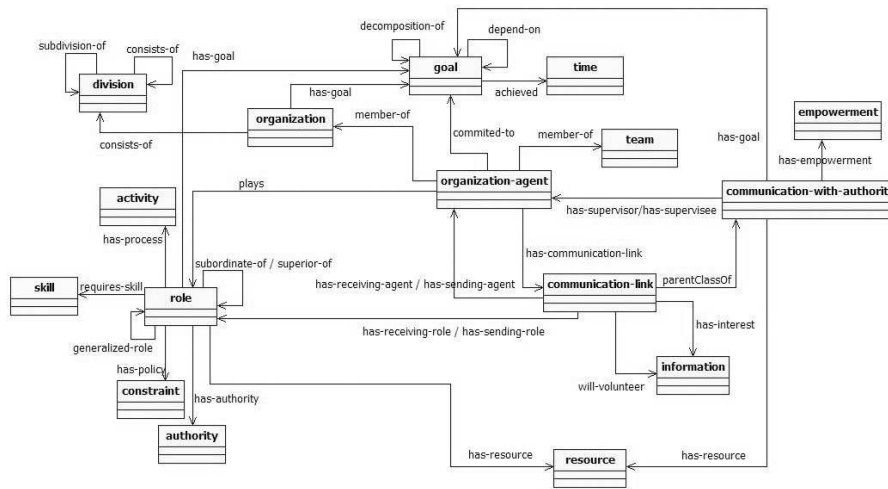 decomposition-of
depend-on
subdivision-of
consists-of
has-goal
goal
time
division
has-goal
achieved
organization
member-of
commited-to
member-of
team
has-goal
empowerment
consists-of
has-empowerment
activity
plays
organization-agent
communication-with-authority
has-supervisor/has-supervisee
has-process
has-communication-link
subordinate-of / superior-of
skill
requires-skill
role
has-receiving-agent / has-sending-agent
communication-link
parentClassOf
has-receiving-role / has-sending-role
has-interest
generalized-role
has-policy
information
will-volunteer
constraint
has-authority
authority
has-resource
resource
has-resource